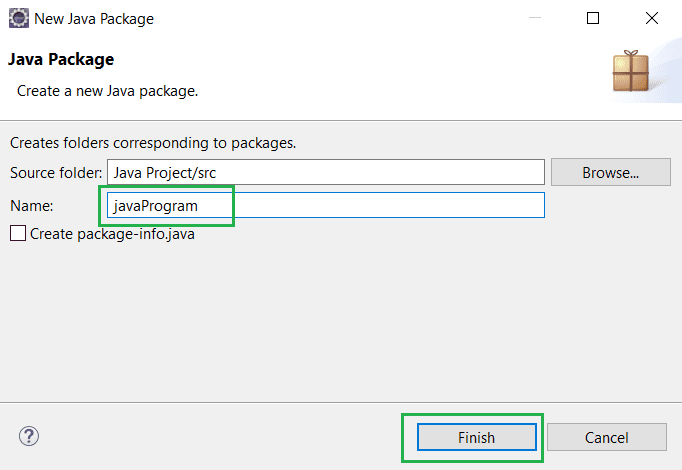 New Java Package
Java Package
Create a new Java package.
Creates folders corresponding to packages.
Source folder: Java Project/src Browse...
Name: javaProgram
Create package-info.java
? Finish Cancel